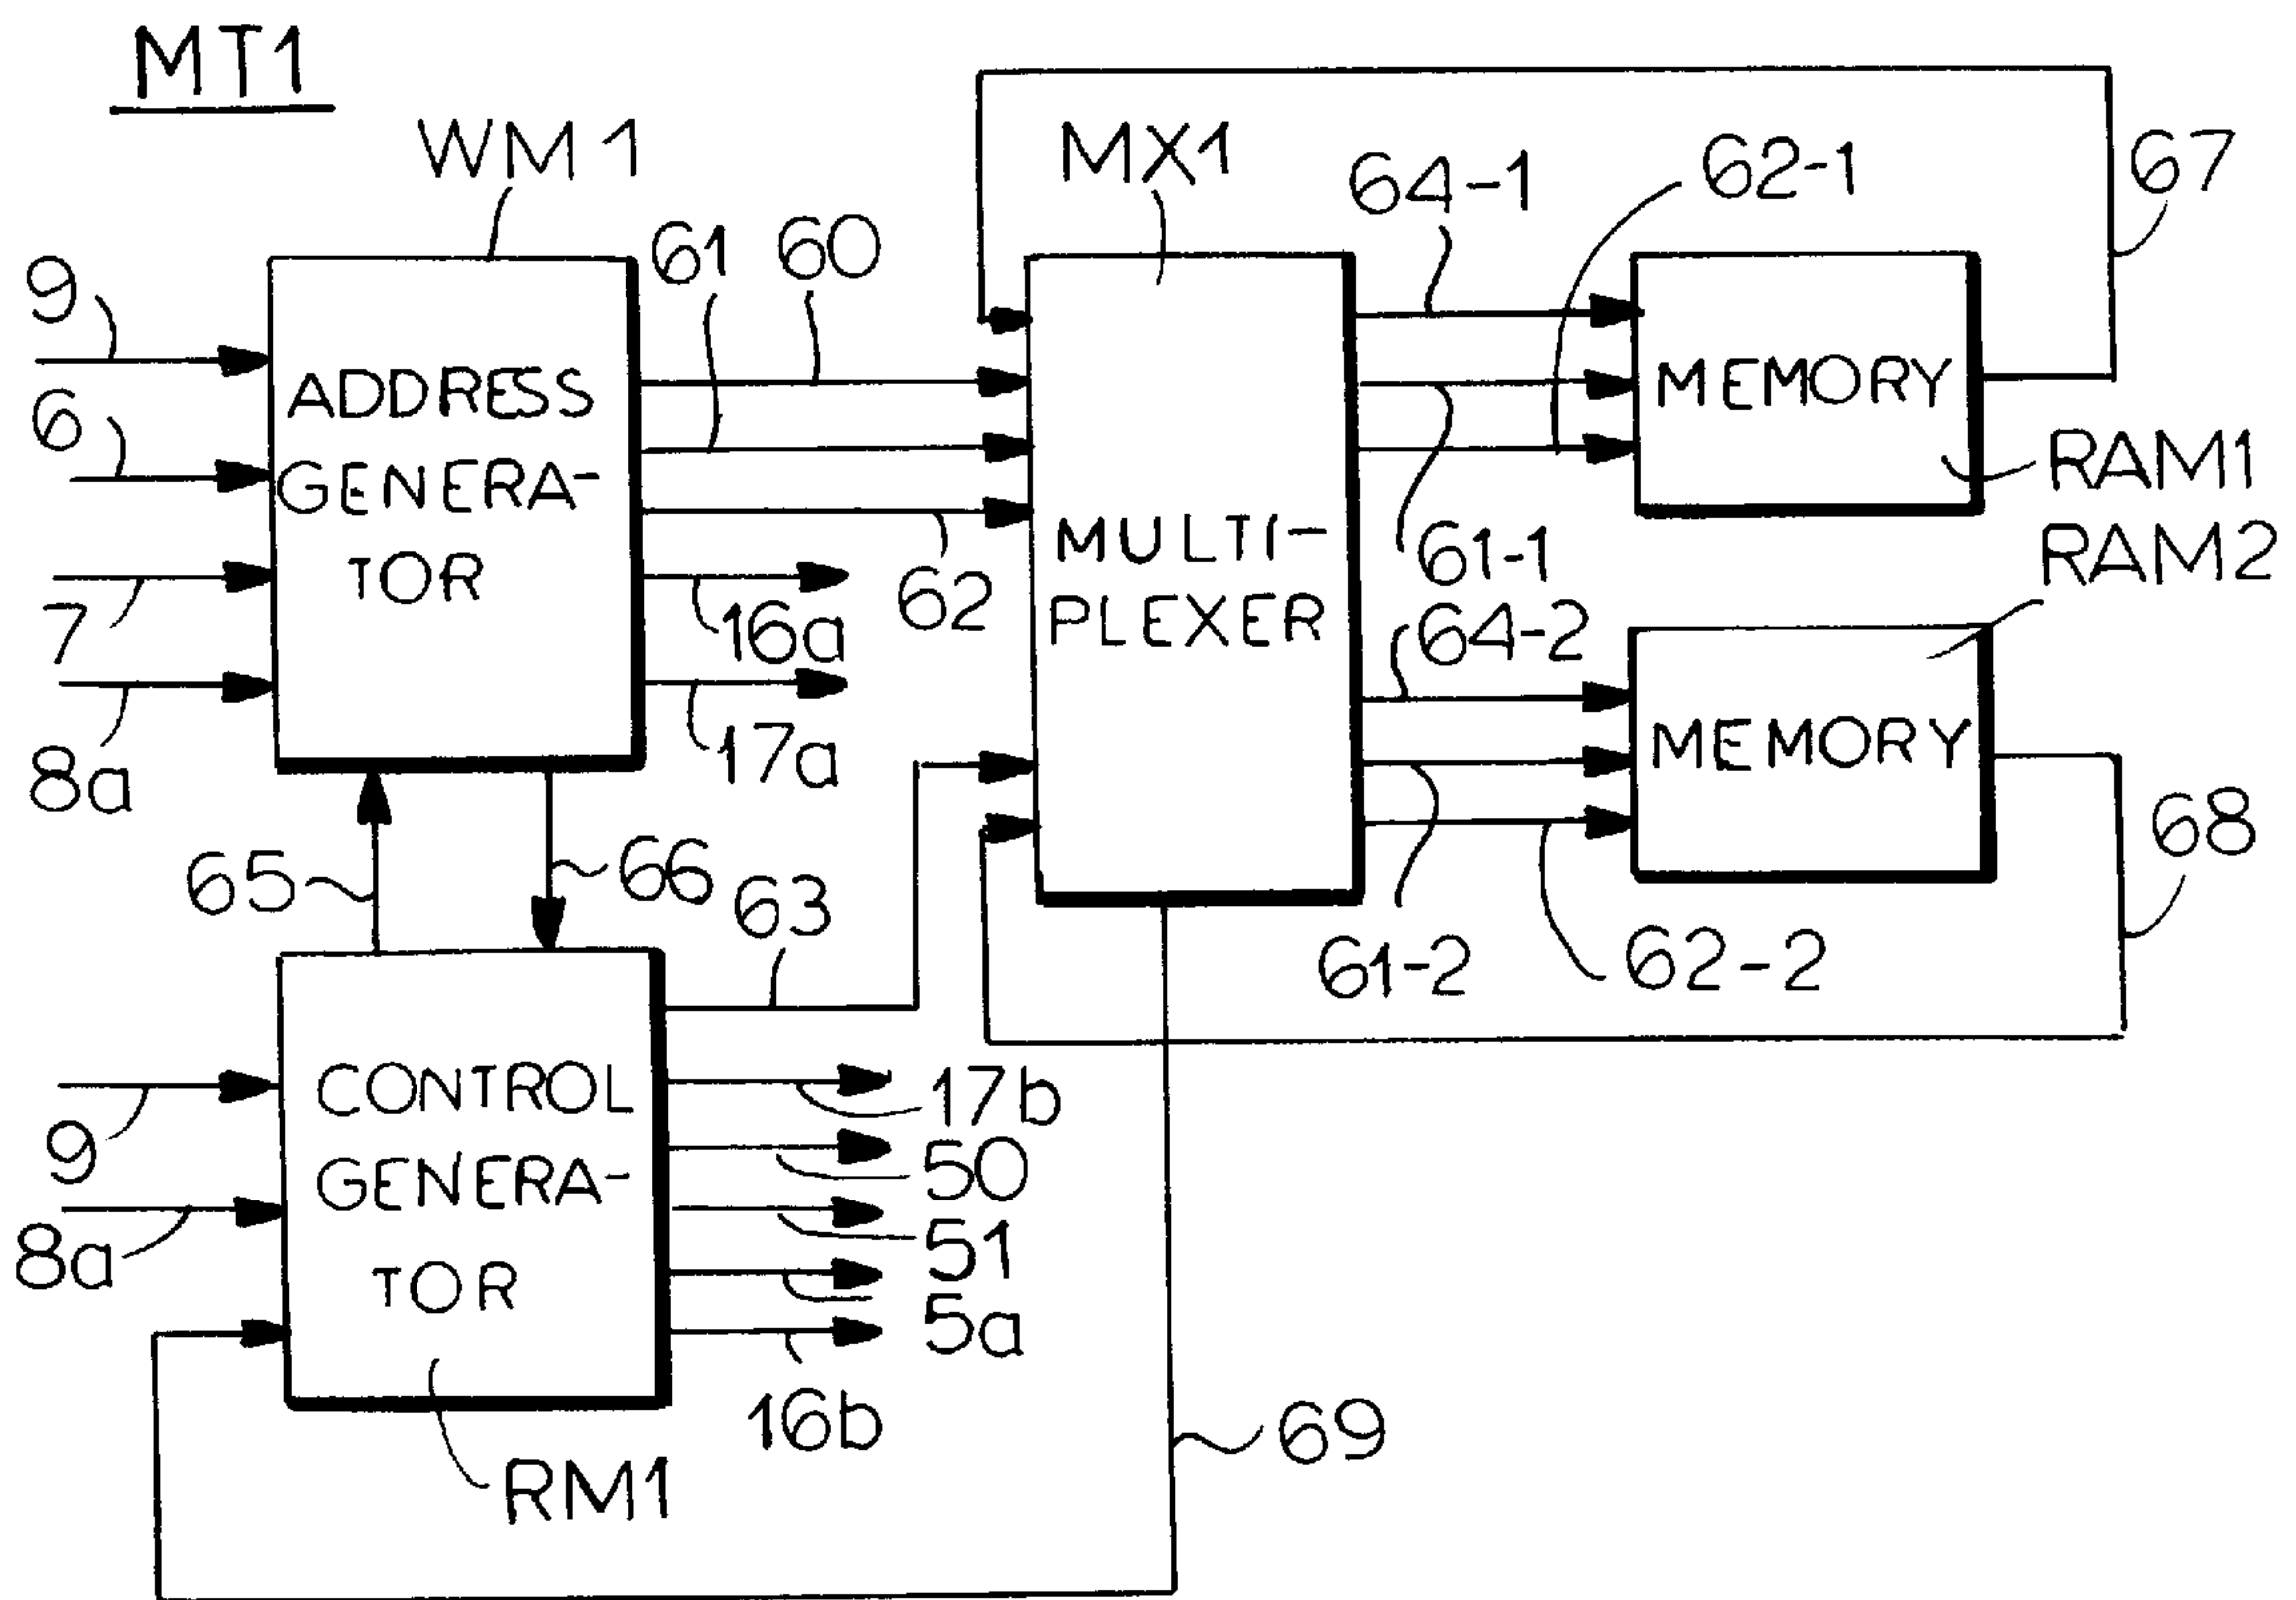 MT1
WM1
MX1
64-1
62-1
67
61
60
9
6
7
8a
ADDRESS
GENERA-
TOR
62
16a
17a
MULTI-
PLEXER
MEMORY
RAM1
RAM2
61-1
64-2
MEMORY
68
61-2
62-2
65
66
63
9
8a
CONTROL
GENERA-
TOR
17b
50
51
5a
16b
RM1
69